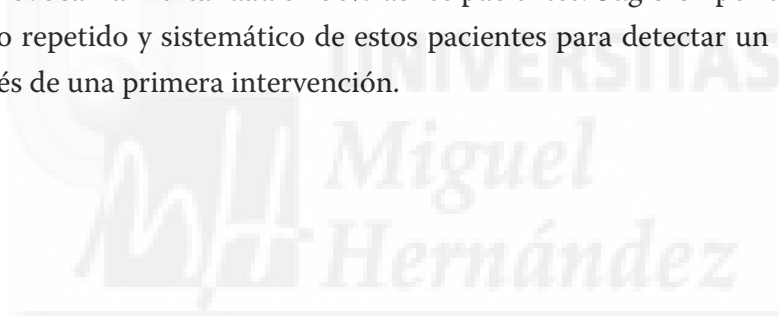 o repetido y sistemático de estos pacientes para detectar un
és de una primera intervención.
UNIVERSITAS
Miguel
Hernández